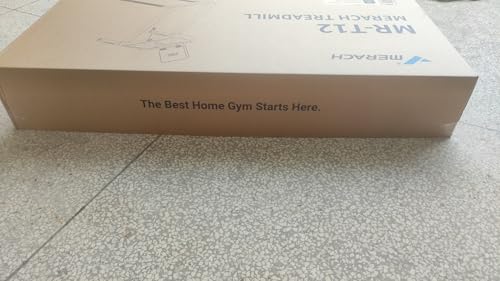 MERACH
MR-T12
MERACH TREADMILL
The Best Home Gym Starts Here.